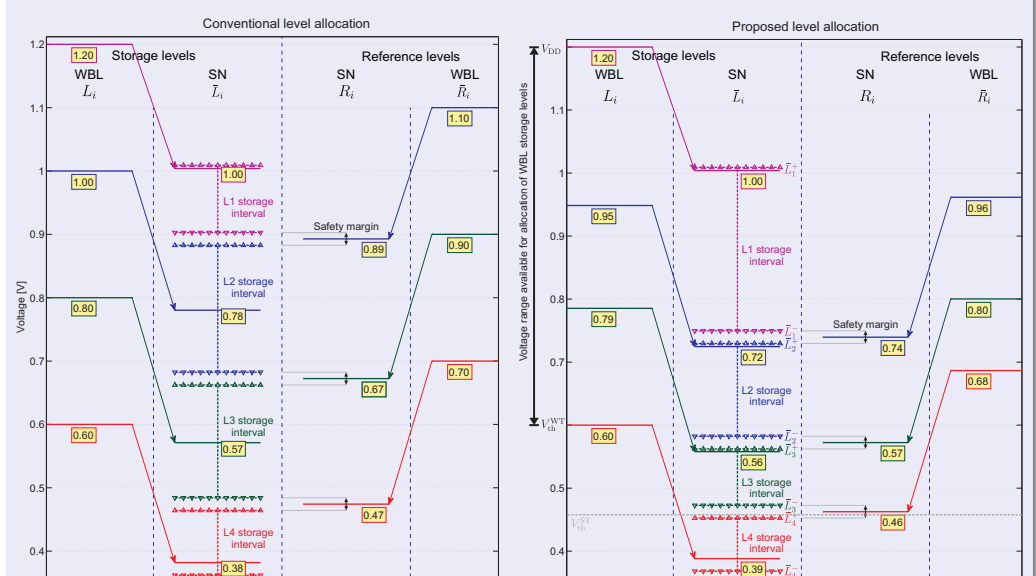 Conventional level allocation
1.2
1.20
Storage levels
Reference levels
WBL
SN
SN
WBL
L_i
L̄_i
R_i
R̄_i
1.1
1.10
1
1.00
1.00
L1 storage
interval
Safety margin
0.9
0.89
0.90
L2 storage
interval
0.8
0.80
0.78
Voltage [V]
0.7
0.70
0.67
L3 storage
interval
0.6
0.60
0.57
0.5
0.47
L4 storage
interval
0.4
0.38
Proposed level allocation
V_DD
1.20
Storage levels
Reference levels
WBL
SN
SN
WBL
L_i
L̄_i
R_i
R̄_i
1.1
Voltage range available for allocation of WBL storage levels
1
L̄_1^+
1.00
0.95
0.96
0.9
L1 storage
interval
0.8
0.79
0.80
Safety margin
L̄_1^-
L̄_2^+
0.74
0.72
0.7
0.68
L2 storage
interval
V_th^WT
0.60
L̄_2^-
L̄_3^+
0.57
0.56
L3 storage
interval
0.5
L̄_3^-
L̄_4^+
V_th^ST
0.46
L4 storage
interval
0.4
0.39
L̄_4^-